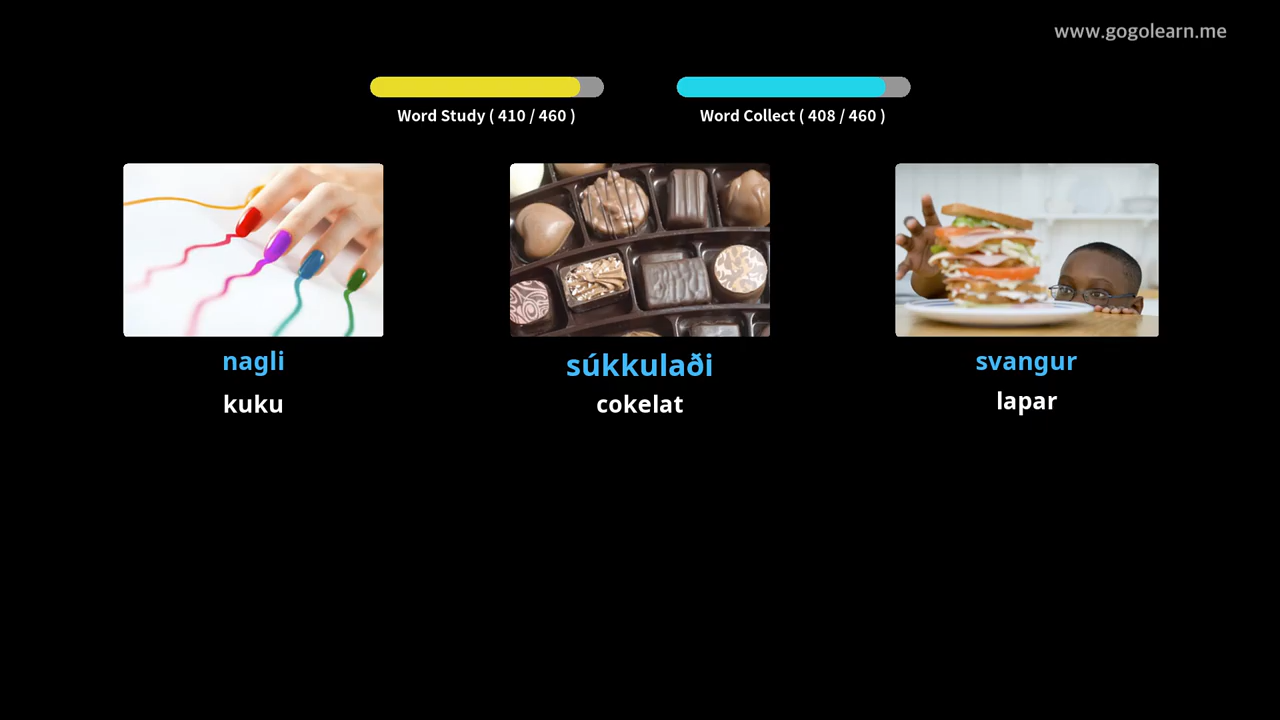 www.gogolearn.me
Word Study ( 410 / 460 )
Word Collect ( 408 / 460 )
nagli
súkkulaði
svangur
kuku
cokelat
lapar